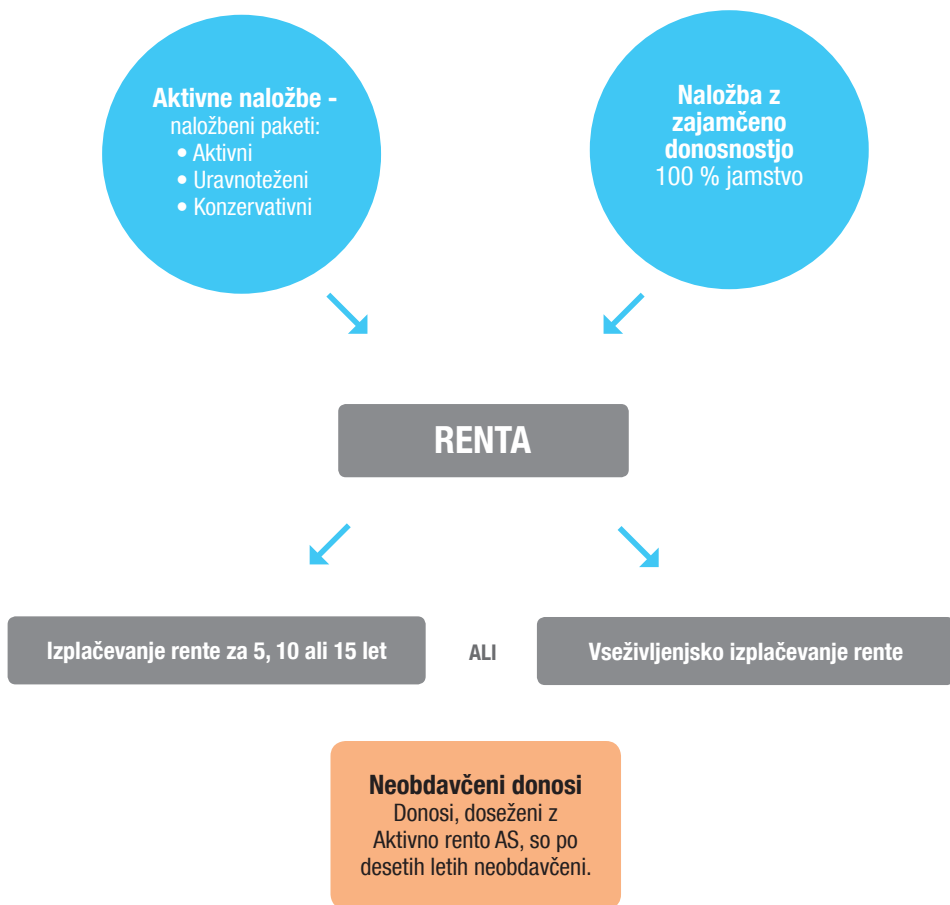 Aktivne naložbe -
naložbeni paketi:
• Aktivni
• Uravnoteženi
• Konzervativni
Naložba z
zajamčeno
donosnostjo
100 % jamstvo
RENTA
Izplačevanje rente za 5, 10 ali 15 let
ALI
Vseživljenjsko izplačevanje rente
Neobdavčeni donosi
Donosi, doseženi z
Aktivno rento AS, so po
desetih letih neobdavčeni.